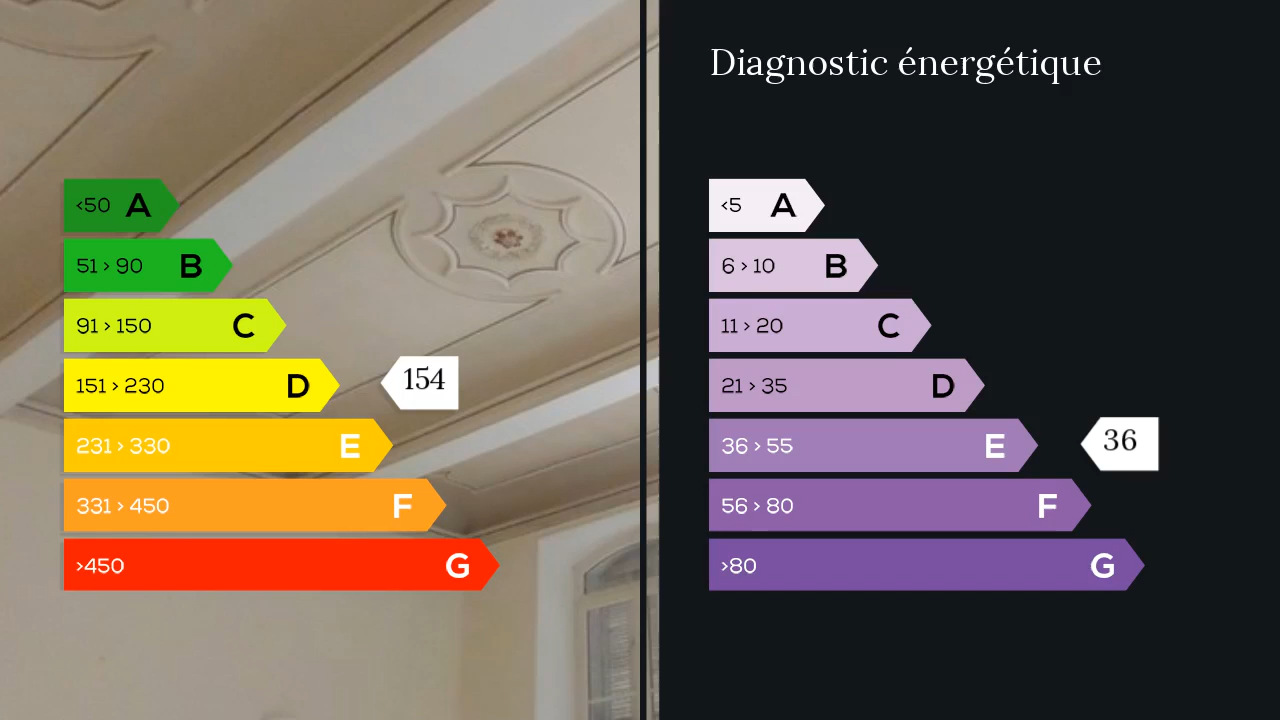 Diagnostic énergétique
<50 A
51 > 90 B
91 > 150 C
151 > 230 D
154
231 > 330 E
331 > 450 F
>450 G
<5 A
6 > 10 B
11 > 20 C
21 > 35 D
36 > 55 E
36
56 > 80 F
>80 G